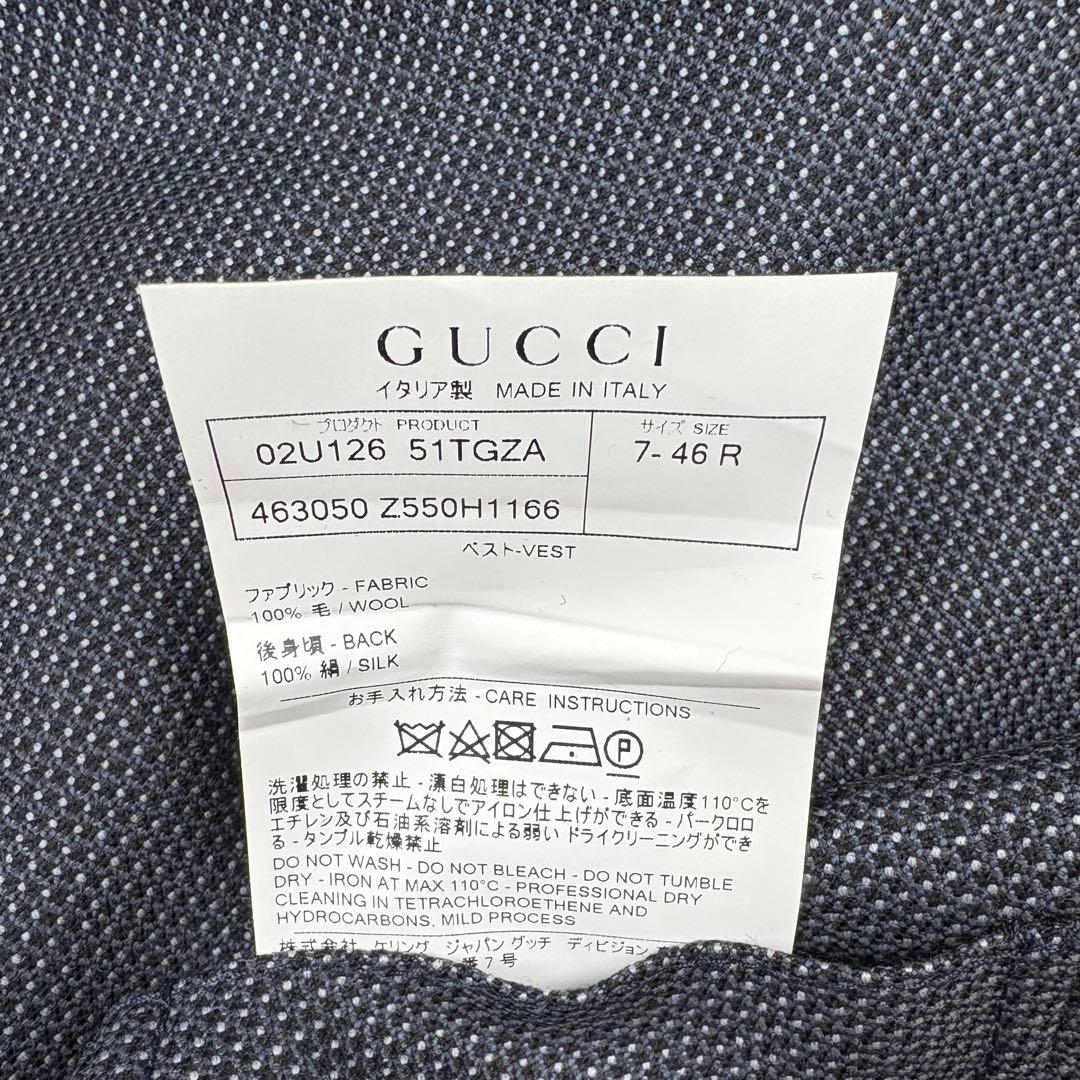 GUCCI
イタリア製 MADE IN ITALY
プロダクト PRODUCT
02U126 51TGZA
463050 Z550H1166
サイズ SIZE
7- 46 R
ベスト-VEST
ファブリック - FABRIC
100% 毛 / WOOL
後身頃 - BACK
100% 絹 / SILK
お手入れ方法 - CARE INSTRUCTIONS
P
洗濯処理の禁止 - 漂白処理はできない - 底面温度110°Cを
限度としてスチームなしでアイロン仕上げができる - パークロロ
エチレン及び石油系溶剤による弱いドライクリーニングができ
る - タンブル乾燥禁止
DO NOT WASH - DO NOT BLEACH - DO NOT TUMBLE
DRY - IRON AT MAX 110°C - PROFESSIONAL DRY
CLEANING IN TETRACHLOROETHENE AND
HYDROCARBONS, MILD PROCESS
株式会社 ケリング ジャパン グッチ ディビジョン
番7号